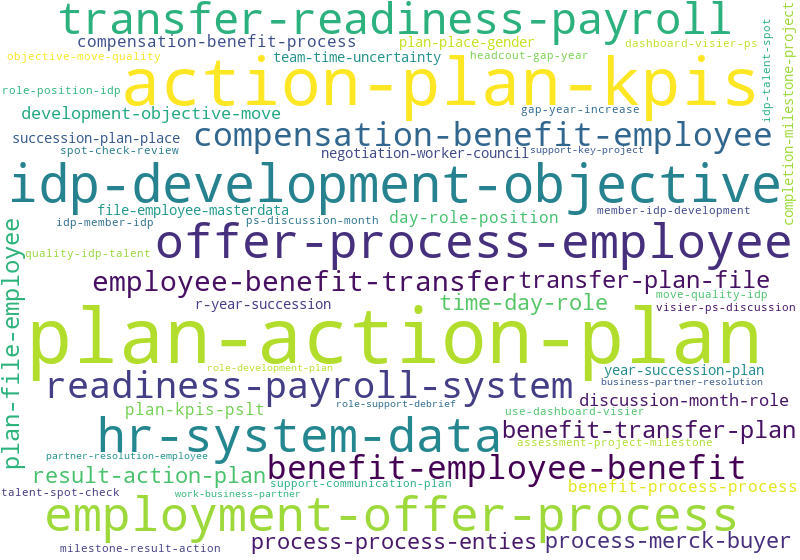 transfer-readiness-payroll
compensation-benefit-process
plan-place-gender
dashboard-visier-ps
objective-move-quality
team-time-uncertainty
headcout-gap-year
action-plan-kpis
role-position-idp
idp-talent-spot
completion-milestone-project
development-objective-move
gap-year-increase
succession-plan-place
compensation-benefit-employee
spot-check-review
negotiation-worker-council
support-key-project
idp-development-objective
file-employee-masterdata
member-idp-development
idp-member-idp
ps-discussion-month
day-role-position
plan-file-employee
offer-process-employee
quality-idp-talent
employee-benefit-transfer
transfer-plan-file
r-year-succession
time-day-role
move-quality-idp
visier-ps-discussion
plan-action-plan
role-development-plan
year-succession-plan
business-partner-resolution
readiness-payroll-system
discussion-month-role
plan-kpis-pslt
role-support-debrief
use-dashboard-visier
hr-system-data
benefit-transfer-plan
assessment-project-milestone
partner-resolution-employee
result-action-plan
benefit-employee-benefit
support-communication-plan
talent-spot-check
work-business-partner
benefit-process-process
employment-offer-process
milestone-result-action
process-process-enties
process-merck-buyer